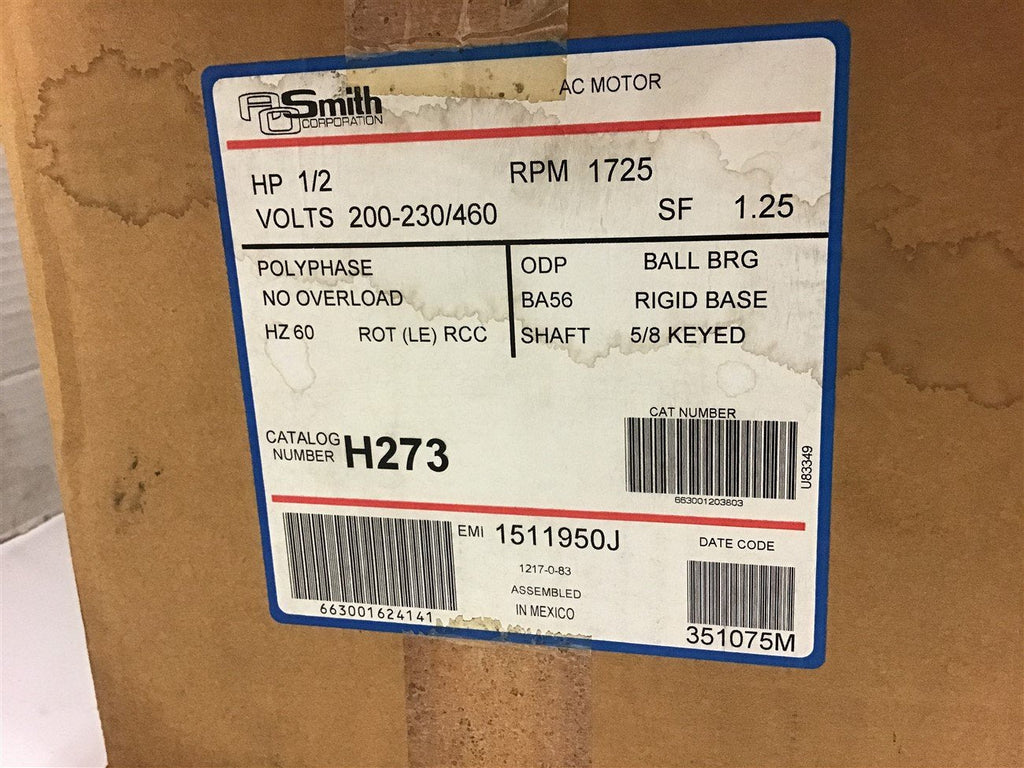 AO Smith
CORPORATION
AC MOTOR
HP 1/2
RPM 1725
VOLTS 200-230/460
SF 1.25
POLYPHASE
NO OVERLOAD
HZ 60 ROT (LE) RCC
ODP BALL BRG
BA56 RIGID BASE
SHAFT 5/8 KEYED
CATALOG
NUMBER H273
CAT NUMBER
663001203803
U83349
663001624141
EMI 1511950J
1217-0-83
ASSEMBLED
IN MEXICO
DATE CODE
351075M